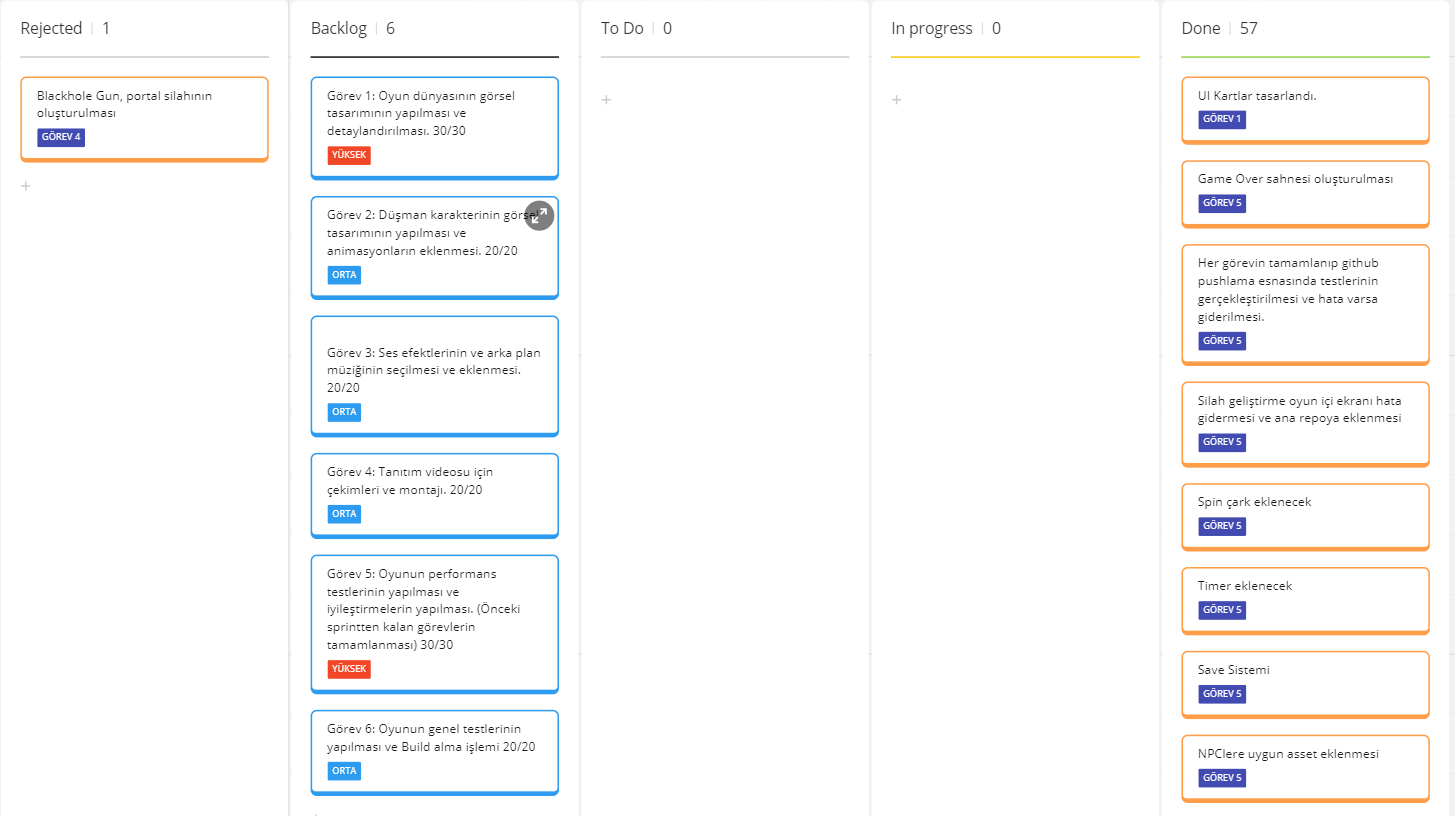 Rejected | 1
Blackhole Gun, portal silahının
oluşturulması
GÖREV 4
+
Backlog | 6
Görev 1: Oyun dünyasının görsel
tasarımının yapılması ve
detaylandırılması. 30/30
YÜKSEK
Görev 2: Düşman karakterinin görsel
tasarımının yapılması ve
animasyonların eklenmesi. 20/20
ORTA
Görev 3: Ses efektlerinin ve arka plan
müziğinin seçilmesi ve eklenmesi.
20/20
ORTA
Görev 4: Tanıtım videosu için
çekimleri ve montajı. 20/20
ORTA
Görev 5: Oyunun performans
testlerinin yapılması ve
iyileştirmelerin yapılması. (Önceki
sprintten kalan görevlerin
tamamlanması) 30/30
YÜKSEK
Görev 6: Oyunun genel testlerinin
yapılması ve Build alma işlemi 20/20
ORTA
To Do | 0
+
In progress | 0
+
Done | 57
UI Kartlar tasarlandı.
GÖREV 1
Game Over sahnesi oluşturulması
GÖREV 5
Her görevin tamamlanıp github
pushlama esnasında testlerinin
gerçekleştirilmesi ve hata varsa
giderilmesi.
GÖREV 5
Silah geliştirme oyun içi ekranı hata
gidermesi ve ana repoya eklenmesi
GÖREV 5
Spin çark eklenecek
GÖREV 5
Timer eklenecek
GÖREV 5
Save Sistemi
GÖREV 5
NPClere uygun asset eklenmesi
GÖREV 5